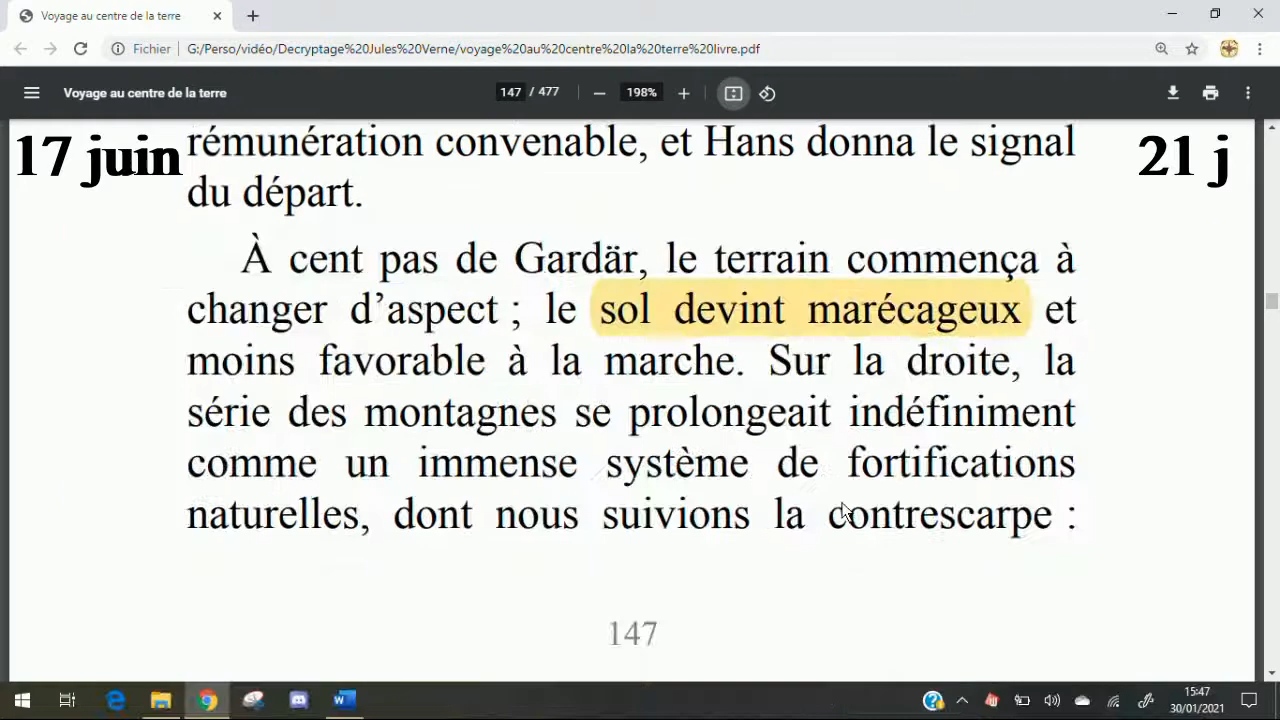 Voyage au centre de la terre
Fichier G:/Perso/vidéo/Decryptage%20Jules%20Verne/voyage%20au%20centre%20la%20terre%20livre.pdf
Voyage au centre de la terre 147 / 477 198%
17 juin
21 j
rémunération convenable, et Hans donna le signal
du départ.
À cent pas de Gardär, le terrain commença à
changer d’aspect ; le sol devint marécageux et
moins favorable à la marche. Sur la droite, la
série des montagnes se prolongeait indéfiniment
comme un immense système de fortifications
naturelles, dont nous suivions la contrescarpe :
147
15:47
30/01/2021